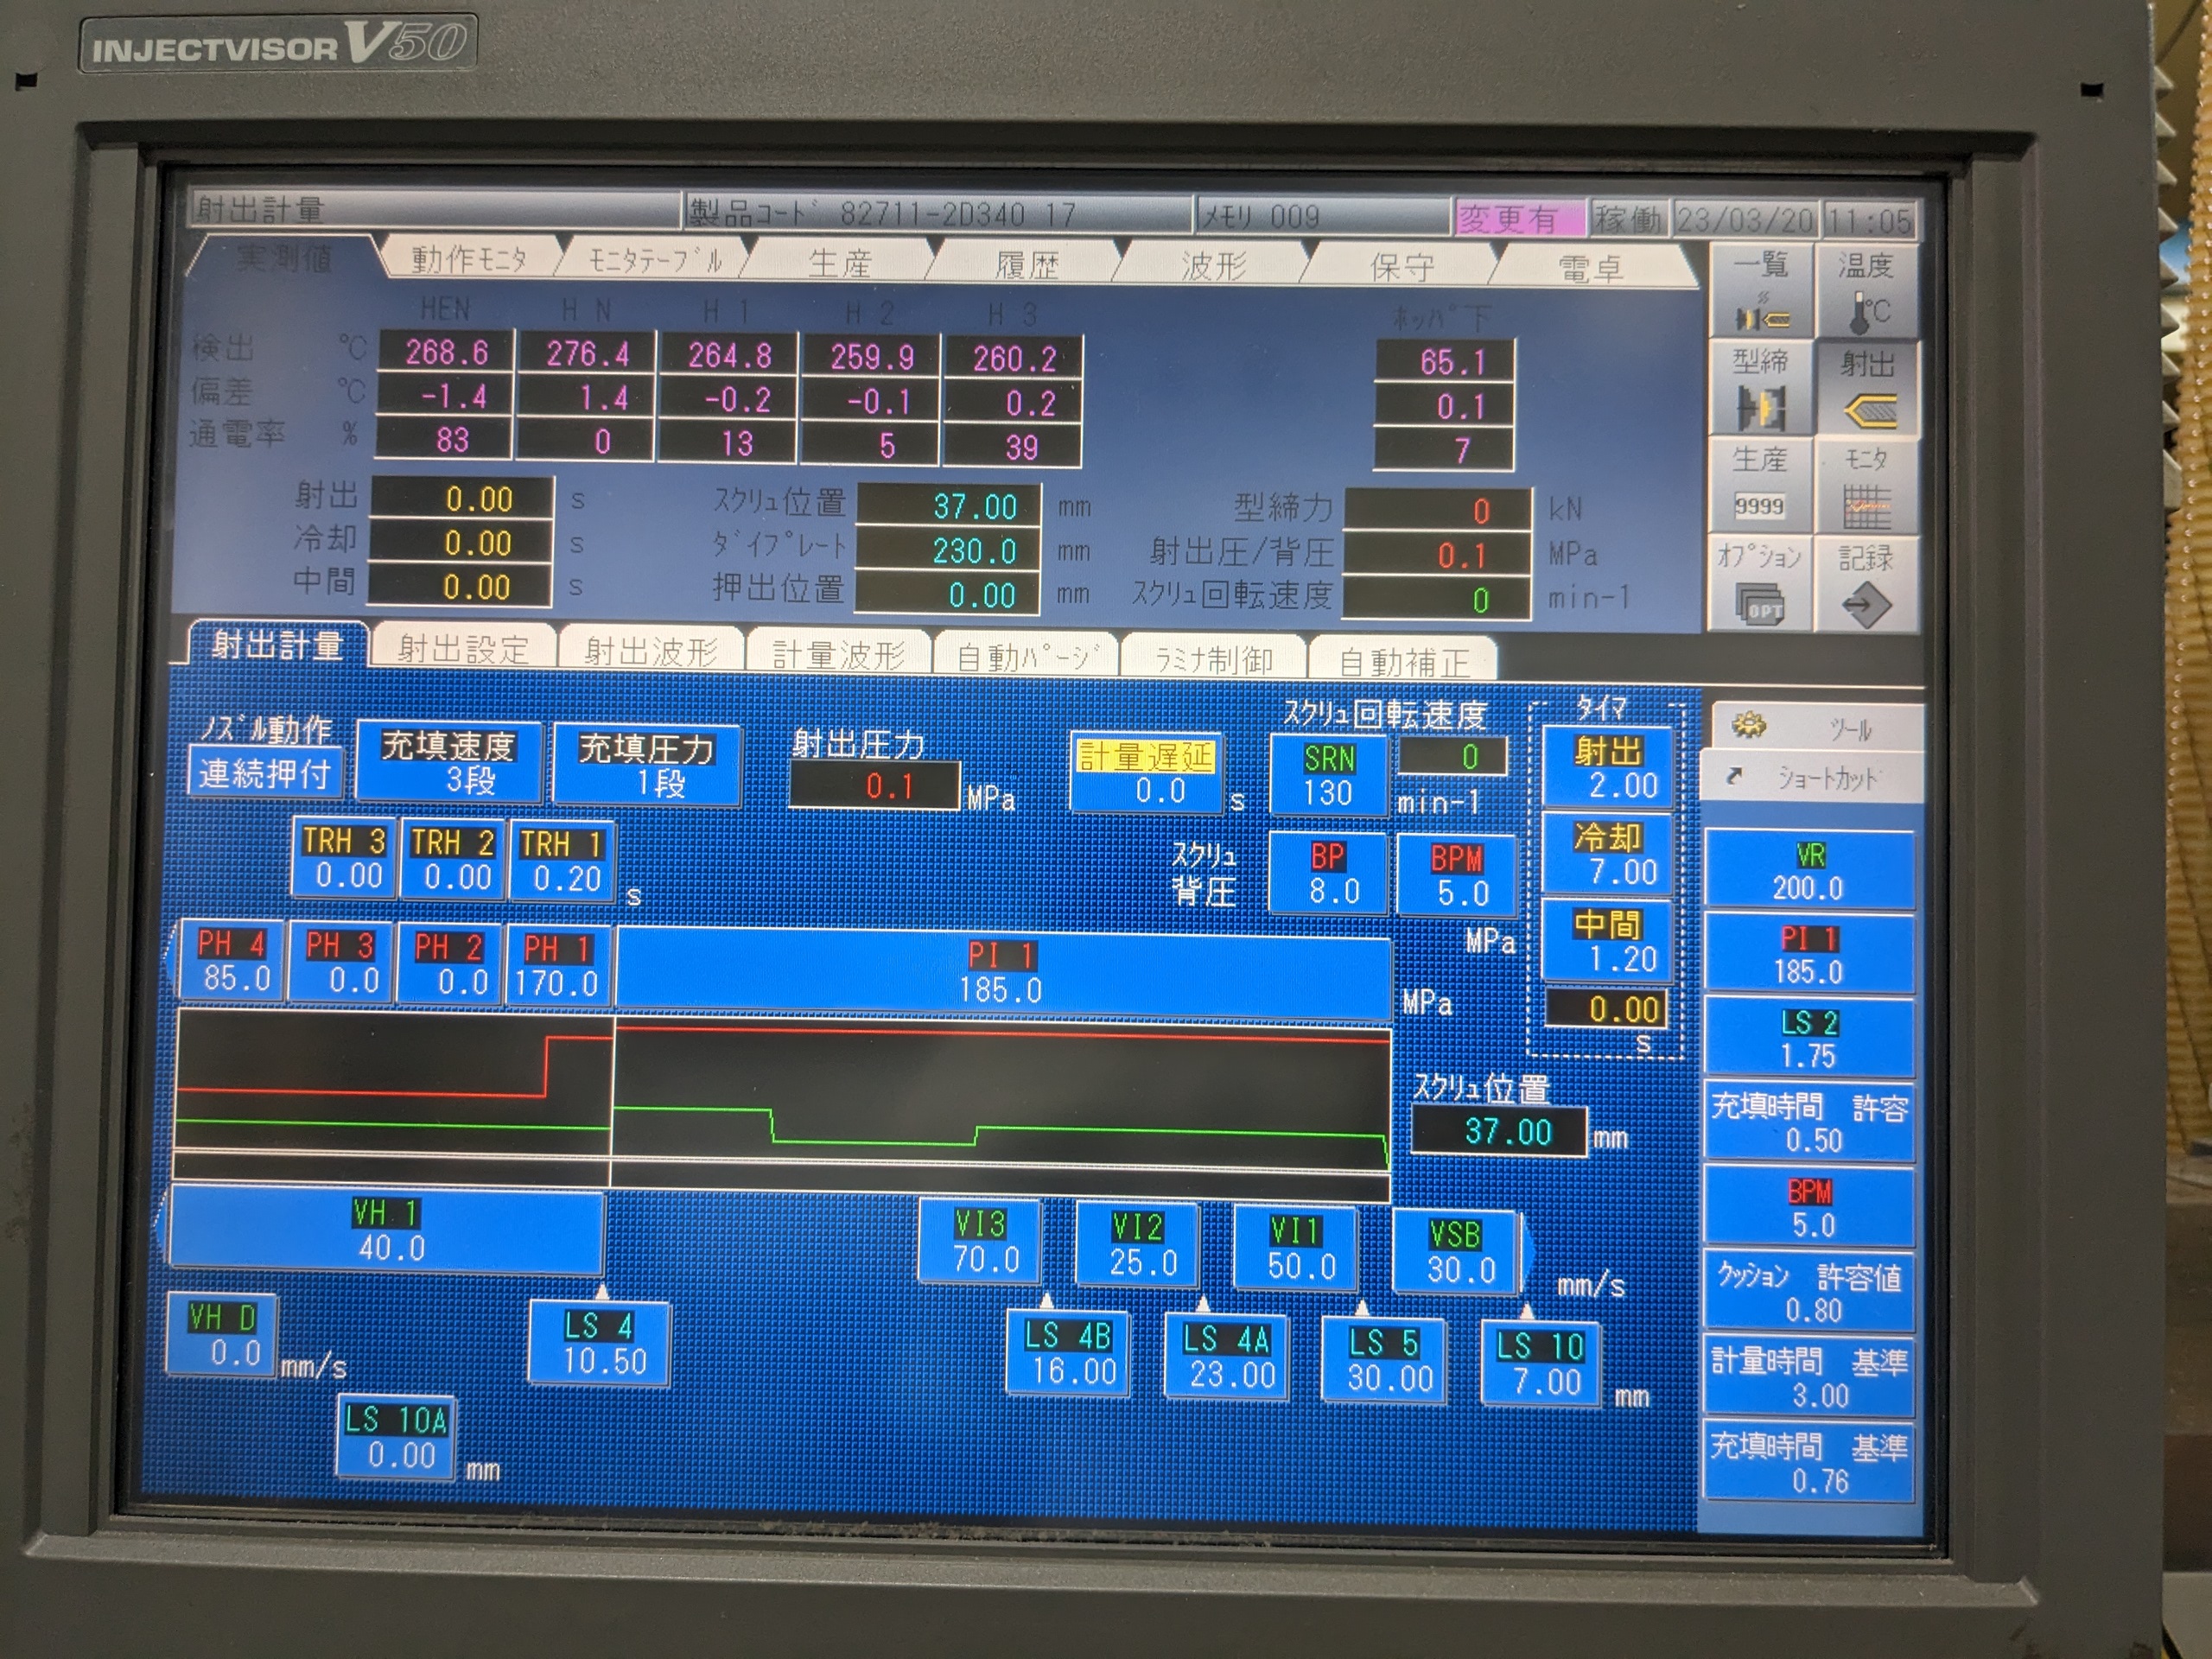 INJECTVISOR V50
射出計量 製品コード 82711-2D340 17 メモリ 009 変更有 稼働 23/03/20 11:05
実測値 動作モニタ モニタテーブル 生産 履歴 波形 保守 電卓 一覧 温度
℃
HEN H N H 1 H 2 H 3 ホッパ下
検出 ℃ 268.6 276.4 264.8 259.9 260.2 65.1 型締 射出
偏差 ℃ -1.4 1.4 -0.2 -0.1 0.2 0.1
通電率 % 83 0 13 5 39 7 生産 モニタ
9999
射出 0.00 s スクリュ位置 37.00 mm 型締力 0 kN
冷却 0.00 s ダイプレート 230.0 mm 射出圧/背圧 0.1 MPa オプション 記録
中間 0.00 s 押出位置 0.00 mm スクリュ回転速度 0 min-1 OPT
射出計量 射出設定 射出波形 計量波形 自動パージ ラミナ制御 自動補正
ノズル動作 充填速度 充填圧力 射出圧力 計量遅延 スクリュ回転速度 タイマ ツール
連続押付 3段 1段 0.1 MPa 0.0 s SRN 130 0 min-1 射出 2.00 ショートカット
TRH 3 TRH 2 TRH 1 スクリュ背圧 BP BPM 冷却 VR
0.00 0.00 0.20 s 8.0 5.0 MPa 7.00 200.0
PH 4 PH 3 PH 2 PH 1 PI 1 中間 PI 1
85.0 0.0 0.0 170.0 185.0 MPa 1.20 185.0
0.00 s
LS 2
1.75
スクリュ位置 充填時間 許容
37.00 mm 0.50
VH 1 VI3 VI2 VI1 VSB BPM
40.0 70.0 25.0 50.0 30.0 mm/s 5.0
VH D LS 4 LS 4B LS 4A LS 5 LS 10 クッション 許容値
0.0 mm/s 10.50 16.00 23.00 30.00 7.00 mm 0.80
計量時間 基準
3.00
LS 10A 充填時間 基準
0.00 mm 0.76